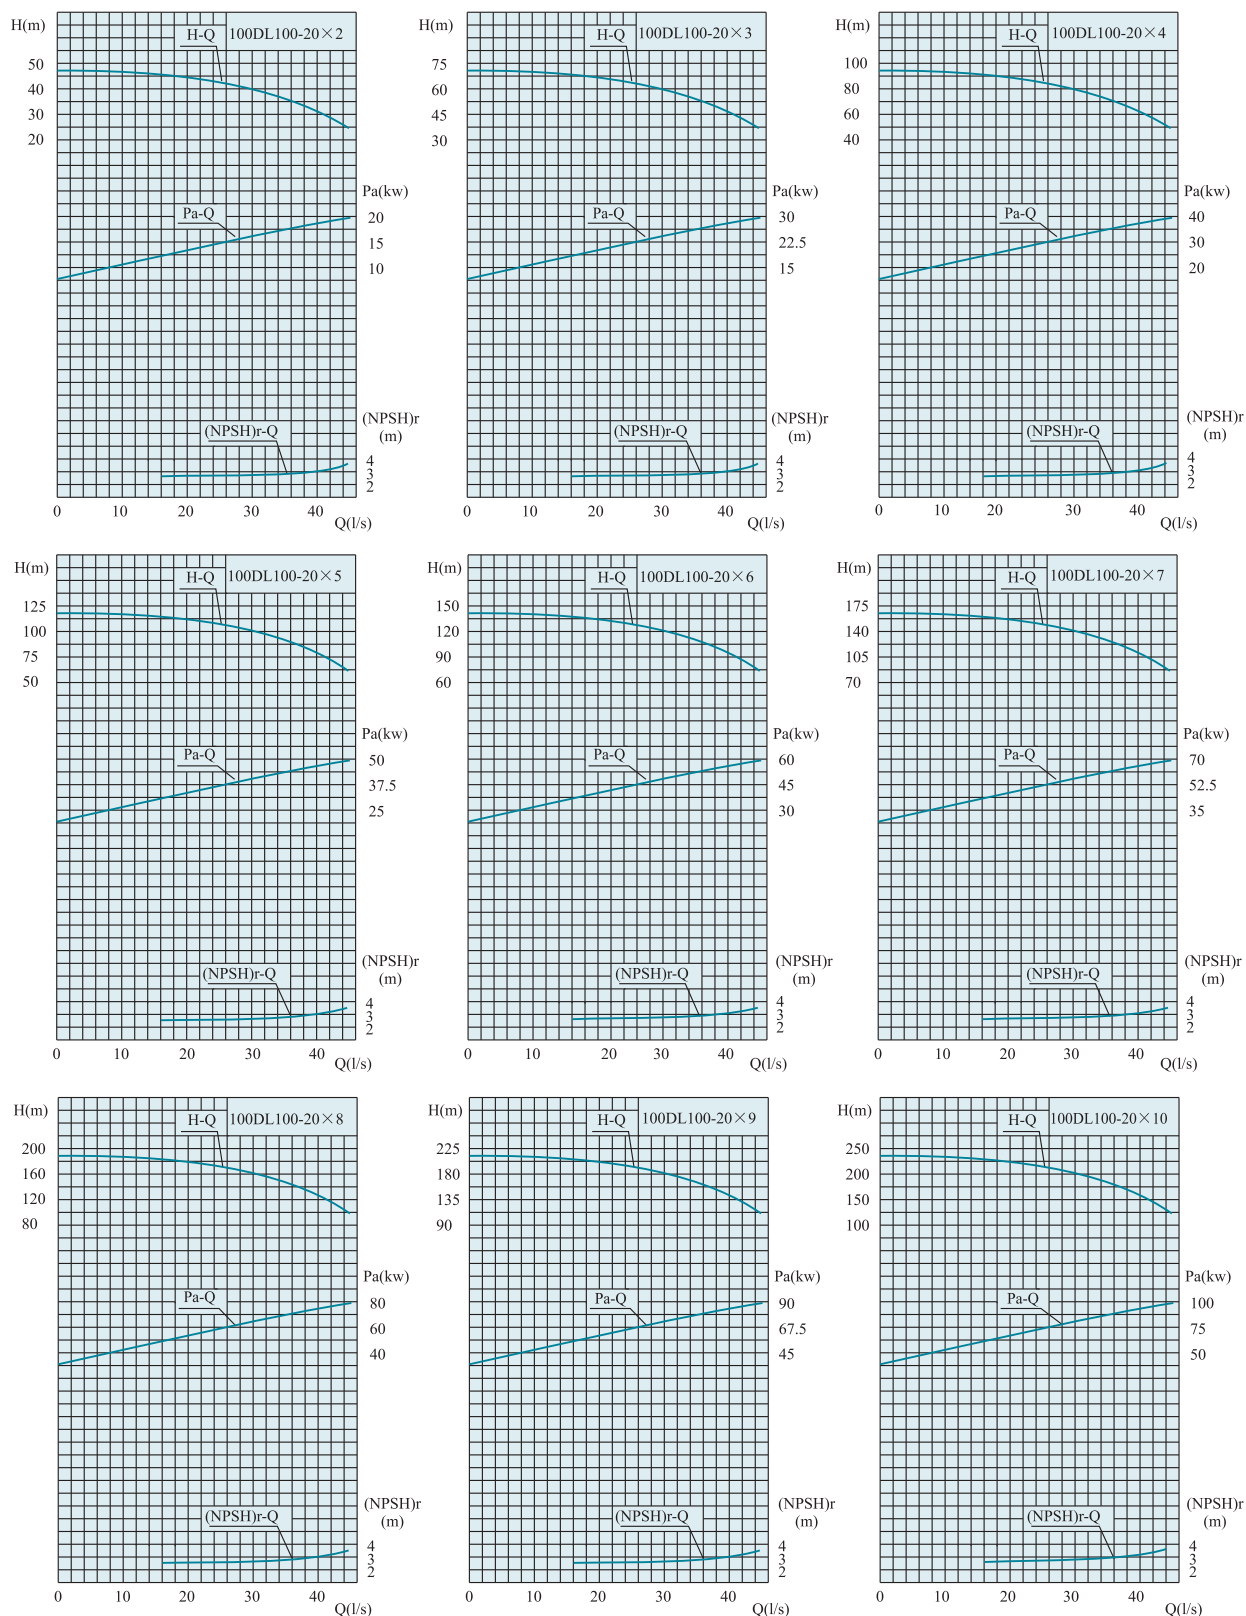 H(m)
H-Q
100DL100-20×2
50
40
30
20
Pa(kw)
Pa-Q
20
15
10
(NPSH)r
(m)
(NPSH)r-Q
4
3
2
0 10 20 30 40
Q(l/s)
H(m)
H-Q
100DL100-20×3
75
60
45
30
Pa(kw)
Pa-Q
30
22.5
15
(NPSH)r
(m)
(NPSH)r-Q
4
3
2
0 10 20 30 40
Q(l/s)
H(m)
H-Q
100DL100-20×4
100
80
60
40
Pa(kw)
Pa-Q
40
30
20
(NPSH)r
(m)
(NPSH)r-Q
4
3
2
0 10 20 30 40
Q(l/s)
H(m)
H-Q
100DL100-20×5
125
100
75
50
Pa(kw)
Pa-Q
50
37.5
25
(NPSH)r
(m)
(NPSH)r-Q
4
3
2
0 10 20 30 40
Q(l/s)
H(m)
H-Q
100DL100-20×6
150
120
90
60
Pa(kw)
Pa-Q
60
45
30
(NPSH)r
(m)
(NPSH)r-Q
4
3
2
0 10 20 30 40
Q(l/s)
H(m)
H-Q
100DL100-20×7
175
140
105
70
Pa(kw)
Pa-Q
70
52.5
35
(NPSH)r
(m)
(NPSH)r-Q
4
3
2
0 10 20 30 40
Q(l/s)
H(m)
H-Q
100DL100-20×8
200
160
120
80
Pa(kw)
Pa-Q
80
60
40
(NPSH)r
(m)
(NPSH)r-Q
4
3
2
0 10 20 30 40
Q(l/s)
H(m)
H-Q
100DL100-20×9
225
180
135
90
Pa(kw)
Pa-Q
90
67.5
45
(NPSH)r
(m)
(NPSH)r-Q
4
3
2
0 10 20 30 40
Q(l/s)
H(m)
H-Q
100DL100-20×10
250
200
150
100
Pa(kw)
Pa-Q
100
75
50
(NPSH)r
(m)
(NPSH)r-Q
4
3
2
0 10 20 30 40
Q(l/s)